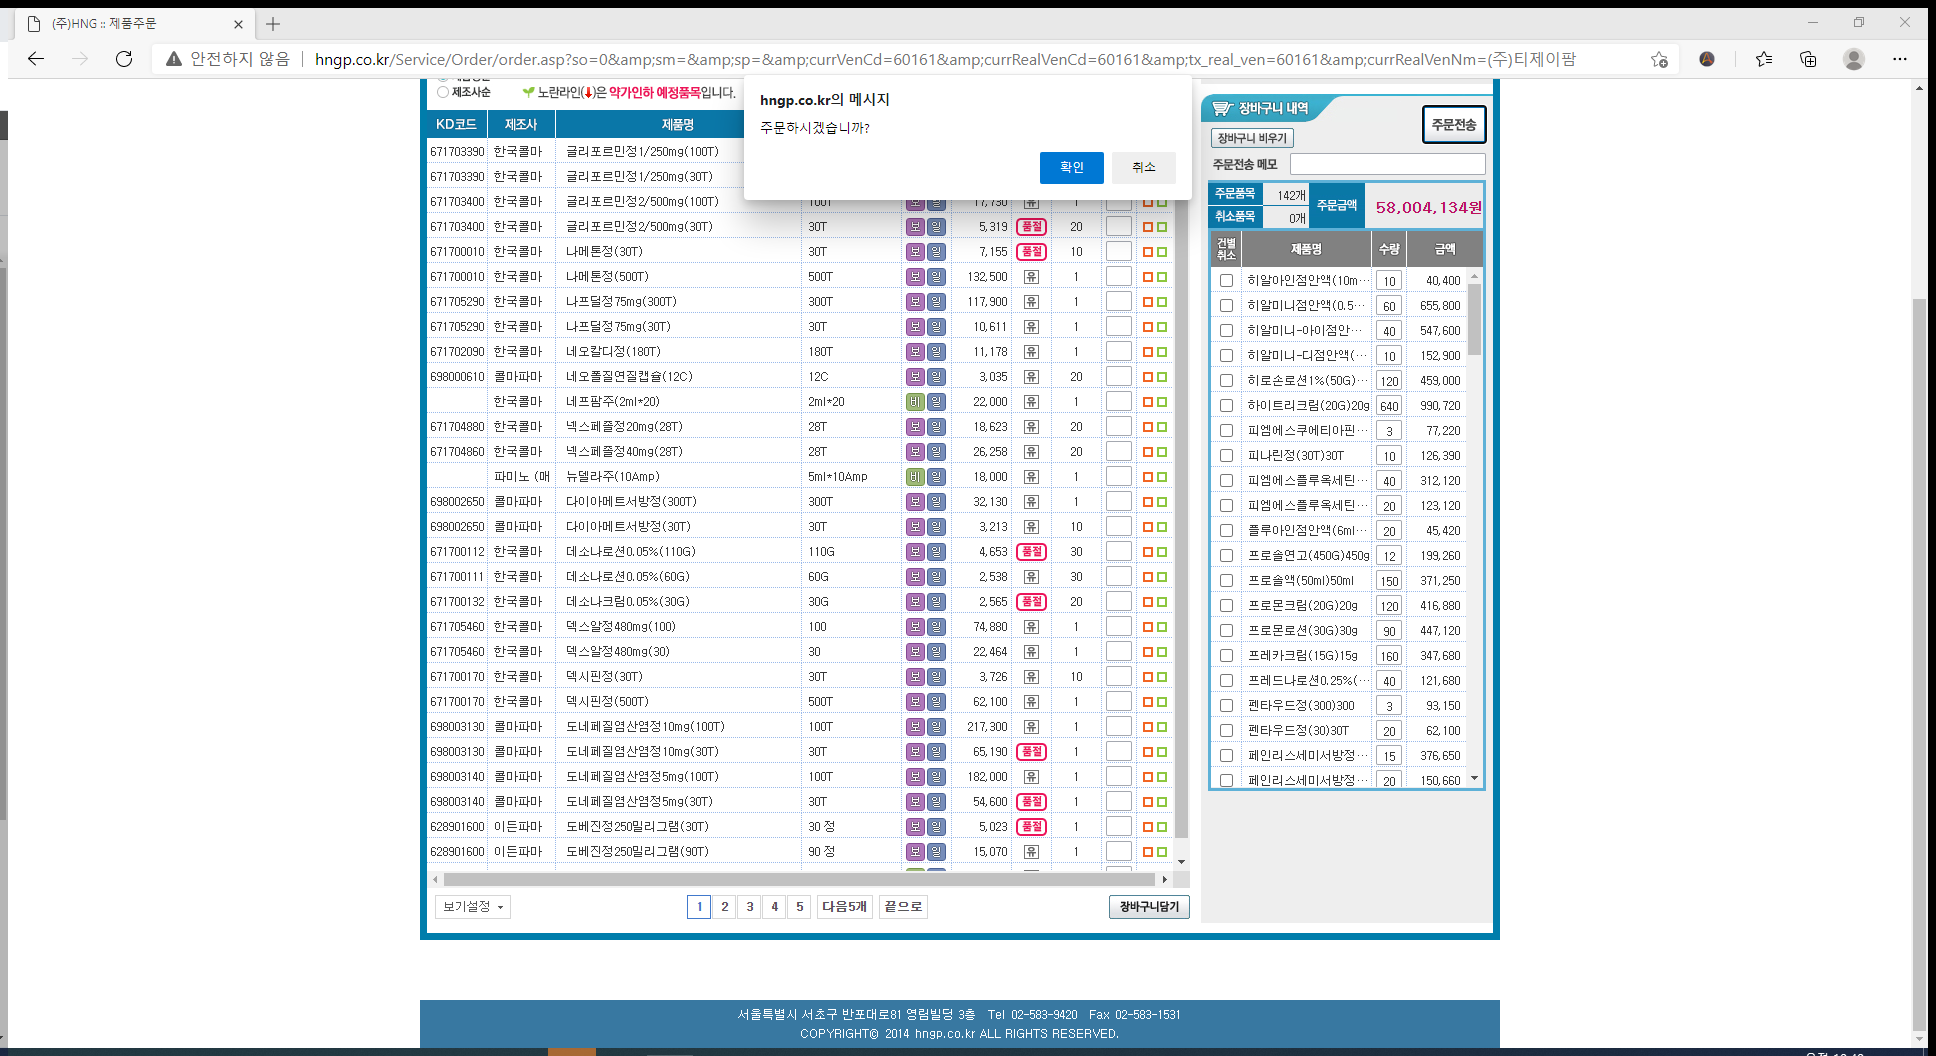 (주)HNG :: 제품주문
안전하지 않음 | hngp.co.kr/Service/Order/order.asp?so=0&amp;sm=&amp;sp=&amp;currVenCd=60161&amp;currRealVenCd=60161&amp;tx_real_ven=60161&amp;currRealVenNm=(주)티제이팜
hngp.co.kr의 메시지
주문하시겠습니까?
확인 취소
제조사순 노란라인(↓)은 약가인하 예정품목입니다.
KD코드 제조사 제품명
671703390 한국콜마 글리포르민정1/250mg(100T)
671703390 한국콜마 글리포르민정1/250mg(30T)
671703400 한국콜마 글리포르민정2/500mg(100T) 100T 보 일 17,730 유 1
671703400 한국콜마 글리포르민정2/500mg(30T) 30T 보 일 5,319 품절 20
671700010 한국콜마 나메톤정(30T) 30T 보 일 7,155 품절 10
671700010 한국콜마 나메톤정(500T) 500T 보 일 132,500 유 1
671705290 한국콜마 나프딜정75mg(300T) 300T 보 일 117,900 유 1
671705290 한국콜마 나프딜정75mg(30T) 30T 보 일 10,611 유 1
671702090 한국콜마 네오칼디정(180T) 180T 보 일 11,178 유 1
698000610 콜마파마 네오폴질연질캡슐(12C) 12C 보 일 3,035 유 20
한국콜마 네프팜주(2ml*20) 2ml*20 비 일 22,000 유 1
671704880 한국콜마 넥스페졸정20mg(28T) 28T 보 일 18,623 유 20
671704860 한국콜마 넥스페졸정40mg(28T) 28T 보 일 26,258 유 20
파미노 (매 뉴델라주(10Amp) 5ml*10Amp 비 일 18,000 유 1
698002650 콜마파마 다이아메트서방정(300T) 300T 보 일 32,130 유 1
698002650 콜마파마 다이아메트서방정(30T) 30T 보 일 3,213 유 10
671700112 한국콜마 데소나로션0.05%(110G) 110G 보 일 4,653 품절 30
671700111 한국콜마 데소나로션0.05%(60G) 60G 보 일 2,538 유 30
671700132 한국콜마 데소나크림0.05%(30G) 30G 보 일 2,565 품절 20
671705460 한국콜마 덱스알정480mg(100) 100 보 일 74,880 유 1
671705460 한국콜마 덱스알정480mg(30) 30 보 일 22,464 유 1
671700170 한국콜마 덱시핀정(30T) 30T 보 일 3,726 유 10
671700170 한국콜마 덱시핀정(500T) 500T 보 일 62,100 유 1
698003130 콜마파마 도네페질염산염정10mg(100T) 100T 보 일 217,300 유 1
698003130 콜마파마 도네페질염산염정10mg(30T) 30T 보 일 65,190 품절 1
698003140 콜마파마 도네페질염산염정5mg(100T) 100T 보 일 182,000 유 1
698003140 콜마파마 도네페질염산염정5mg(30T) 30T 보 일 54,600 품절 1
628901600 이든파마 도베진정250밀리그램(30T) 30 정 보 일 5,023 품절 1
628901600 이든파마 도베진정250밀리그램(90T) 90 정 보 일 15,070 유 1
보기설정 1 2 3 4 5 다음5개 끝으로 장바구니담기
장바구니 내역 주문전송
장바구니 비우기
주문전송 메모
주문품목 142개 주문금액 58,004,134원
취소품목 0개
건별취소 제품명 수량 금액
히알아인점안액(10m··· 10 40,400
히알미니점안액(0.5··· 60 655,800
히알미니-아이점안··· 40 547,600
히알미니-디점안액(··· 10 152,900
히로손로션1%(50G)··· 120 459,000
하이트리크림(20G)20g 640 990,720
피엠에스쿠에티아핀··· 3 77,220
피나린정(30T)30T 10 126,390
피엠에스플루옥세틴··· 40 312,120
피엠에스플루옥세틴··· 20 123,120
플루아인점안액(6ml··· 20 45,420
프로솔연고(450G)450g 12 199,260
프로솔액(50ml)50ml 150 371,250
프로몬크림(20G)20g 120 416,880
프로몬로션(30G)30g 90 447,120
프레카크림(15G)15g 160 347,680
프레드나로션0.25%(··· 40 121,680
펜타우드정(300)300 3 93,150
펜타우드정(30)30T 20 62,100
페인리스세미서방정··· 15 376,650
페인리스세미서방정··· 20 150,660
서울특별시 서초구 반포대로81 영림빌딩 3층 Tel 02-583-9420 Fax 02-583-1531
COPYRIGHT© 2014 hngp.co.kr ALL RIGHTS RESERVED.